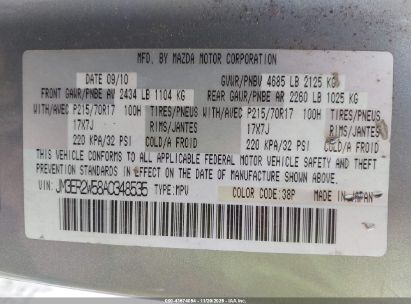 MFD. BY MAZDA MOTOR CORPORATION
DATE 09/10 GVWR/PNBV 4685 LB 2125 KG
FRONT GAWR/PNBE AV 2434 LB 1104 KG REAR GAWR/PNBE AR 2260 LB 1025 KG
WITH/AVEC P215/70R17 100H TIRES/PNEUS WITH/AVEC P215/70R17 100H TIRES/PNEUS
17X7J RIMS/JANTES 17X7J RIMS/JANTES
220 KPA/32 PSI COLD/A FROID 220 KPA/32 PSI COLD/A FROID
THIS VEHICLE CONFORMS TO ALL APPLICABLE FEDERAL MOTOR VEHICLE SAFETY AND THEFT
PREVENTION STANDARDS IN EFFECT ON THE DATE OF MANUFACTURE SHOWN ABOVE.
VIN: JM3ER2W58A0348535 TYPE: MPV COLOR CODE: 38P MADE IN JAPAN